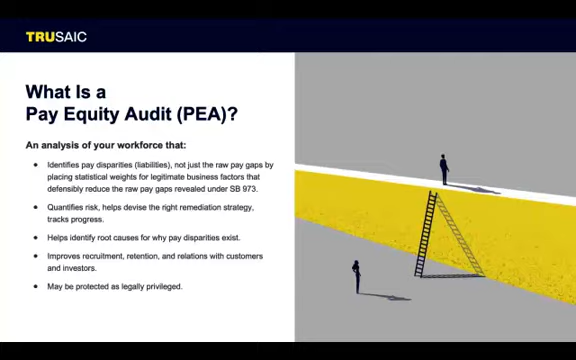 TRUSAIC
What Is a
Pay Equity Audit (PEA)?
An analysis of your workforce that:
● Identifies pay disparities (liabilities), not just the raw pay gaps by
placing statistical weights for legitimate business factors that
defensibly reduce the raw pay gaps revealed under SB 973.
● Quantifies risk, helps devise the right remediation strategy,
tracks progress.
● Helps identify root causes for why pay disparities exist.
● Improves recruitment, retention, and relations with customers
and investors.
● May be protected as legally privileged.